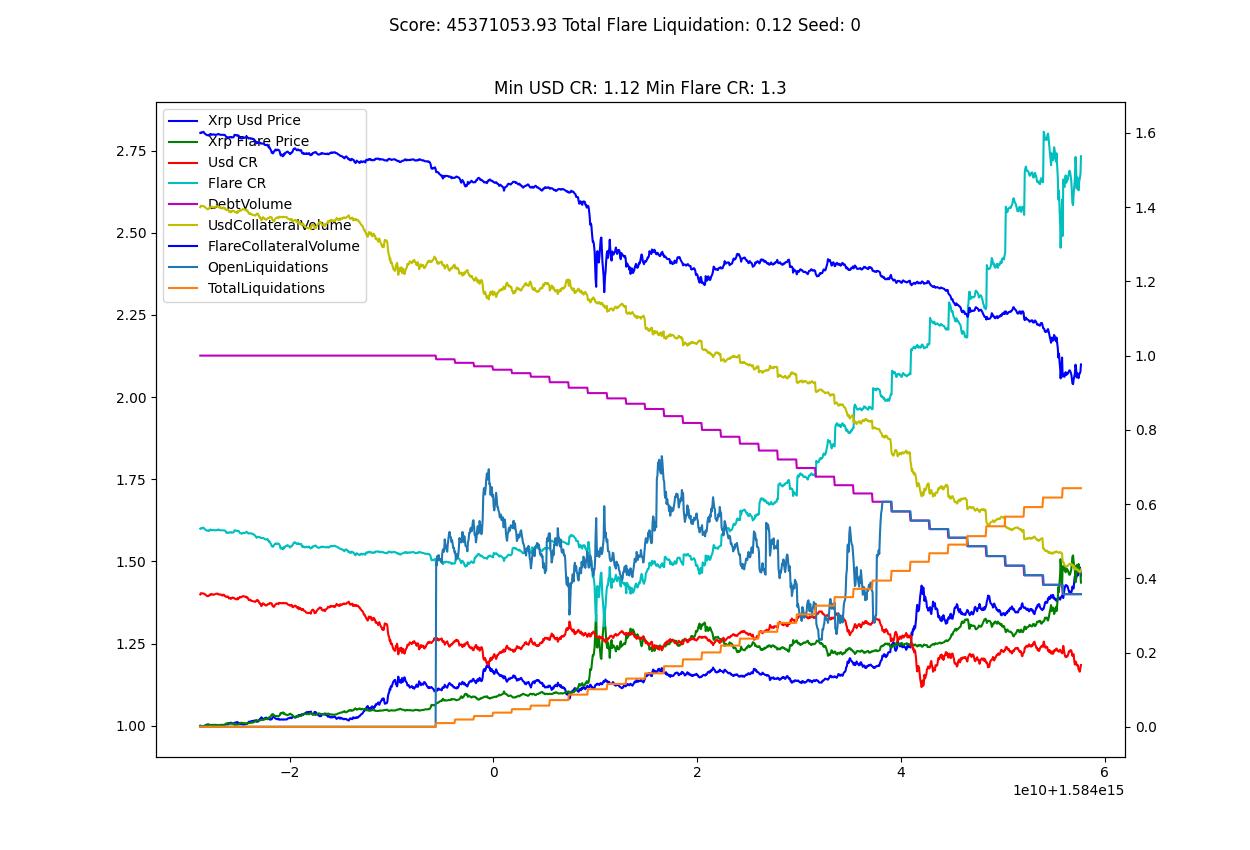 Score: 45371053.93 Total Flare Liquidation: 0.12 Seed: 0
Min USD CR: 1.12 Min Flare CR: 1.3
Xrp Usd Price
Xrp Flare Price
Usd CR
Flare CR
DebtVolume
UsdCollateralVolume
FlareCollateralVolume
OpenLiquidations
TotalLiquidations
2.75
2.50
2.25
2.00
1.75
1.50
1.25
1.00
1.6
1.4
1.2
1.0
0.8
0.6
0.4
0.2
0.0
−2
0
2
4
6
1e10+1.584e15